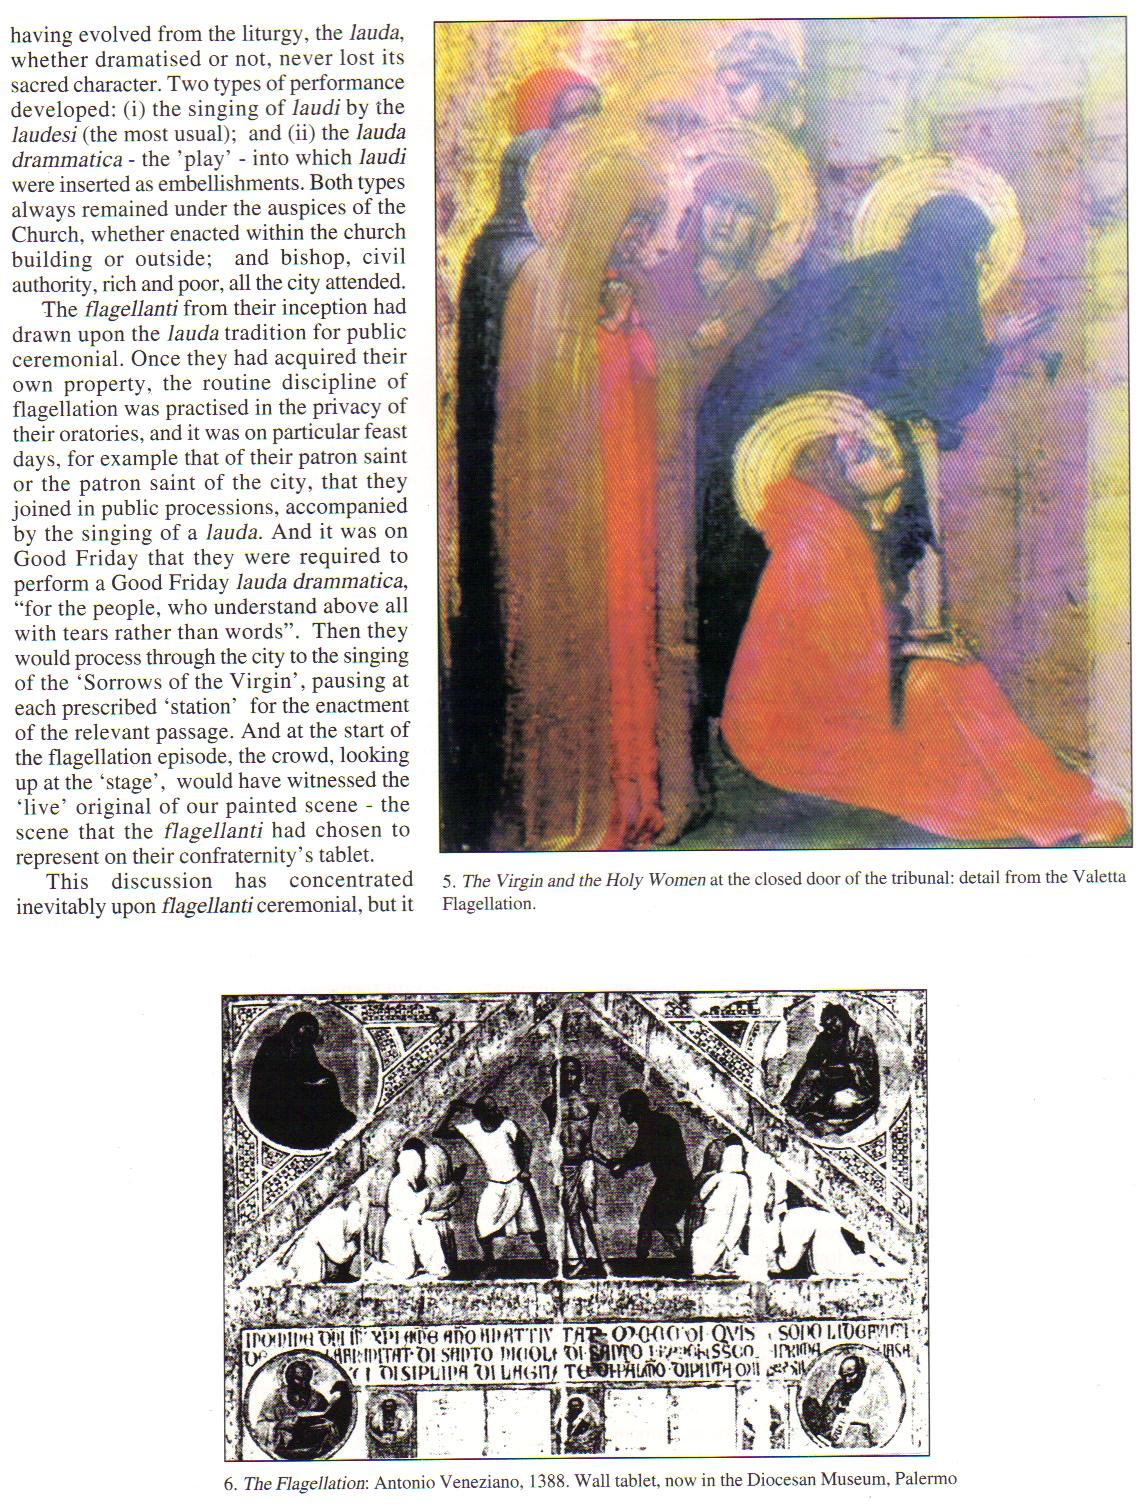 having evolved from the liturgy, the lauda,
whether dramatised or not, never lost its
sacred character. Two types of performance
developed: (i) the singing of laudi by the
laudesi (the most usual); and (ii) the lauda
drammatica - the 'play' - into which laudi
were inserted as embellishments. Both types
always remained under the auspices of the
Church, whether enacted within the church
building or outside; and bishop, civil
authority, rich and poor, all the city attended.
The flagellanti from their inception had
drawn upon the lauda tradition for public
ceremonial. Once they had acquired their
own property, the routine discipline of
flagellation was practised in the privacy of
their oratories, and it was on particular feast
days, for example that of their patron saint
or the patron saint of the city, that they
joined in public processions, accompanied
by the singing of a lauda. And it was on
Good Friday that they were required to
perform a Good Friday lauda drammatica,
“for the people, who understand above all
with tears rather than words”. Then they
would process through the city to the singing
of the ‘Sorrows of the Virgin’, pausing at
each prescribed ‘station’ for the enactment
of the relevant passage. And at the start of
the flagellation episode, the crowd, looking
up at the ‘stage’, would have witnessed the
‘live’ original of our painted scene - the
scene that the flagellanti had chosen to
represent on their confraternity’s tablet.
This discussion has concentrated
inevitably upon flagellanti ceremonial, but it
5. The Virgin and the Holy Women at the closed door of the tribunal: detail from the Valetta
Flagellation.
DI SANTO NICOLA DI SANTO
DISIPLINA DI
6. The Flagellation: Antonio Veneziano, 1388. Wall tablet, now in the Diocesan Museum, Palermo